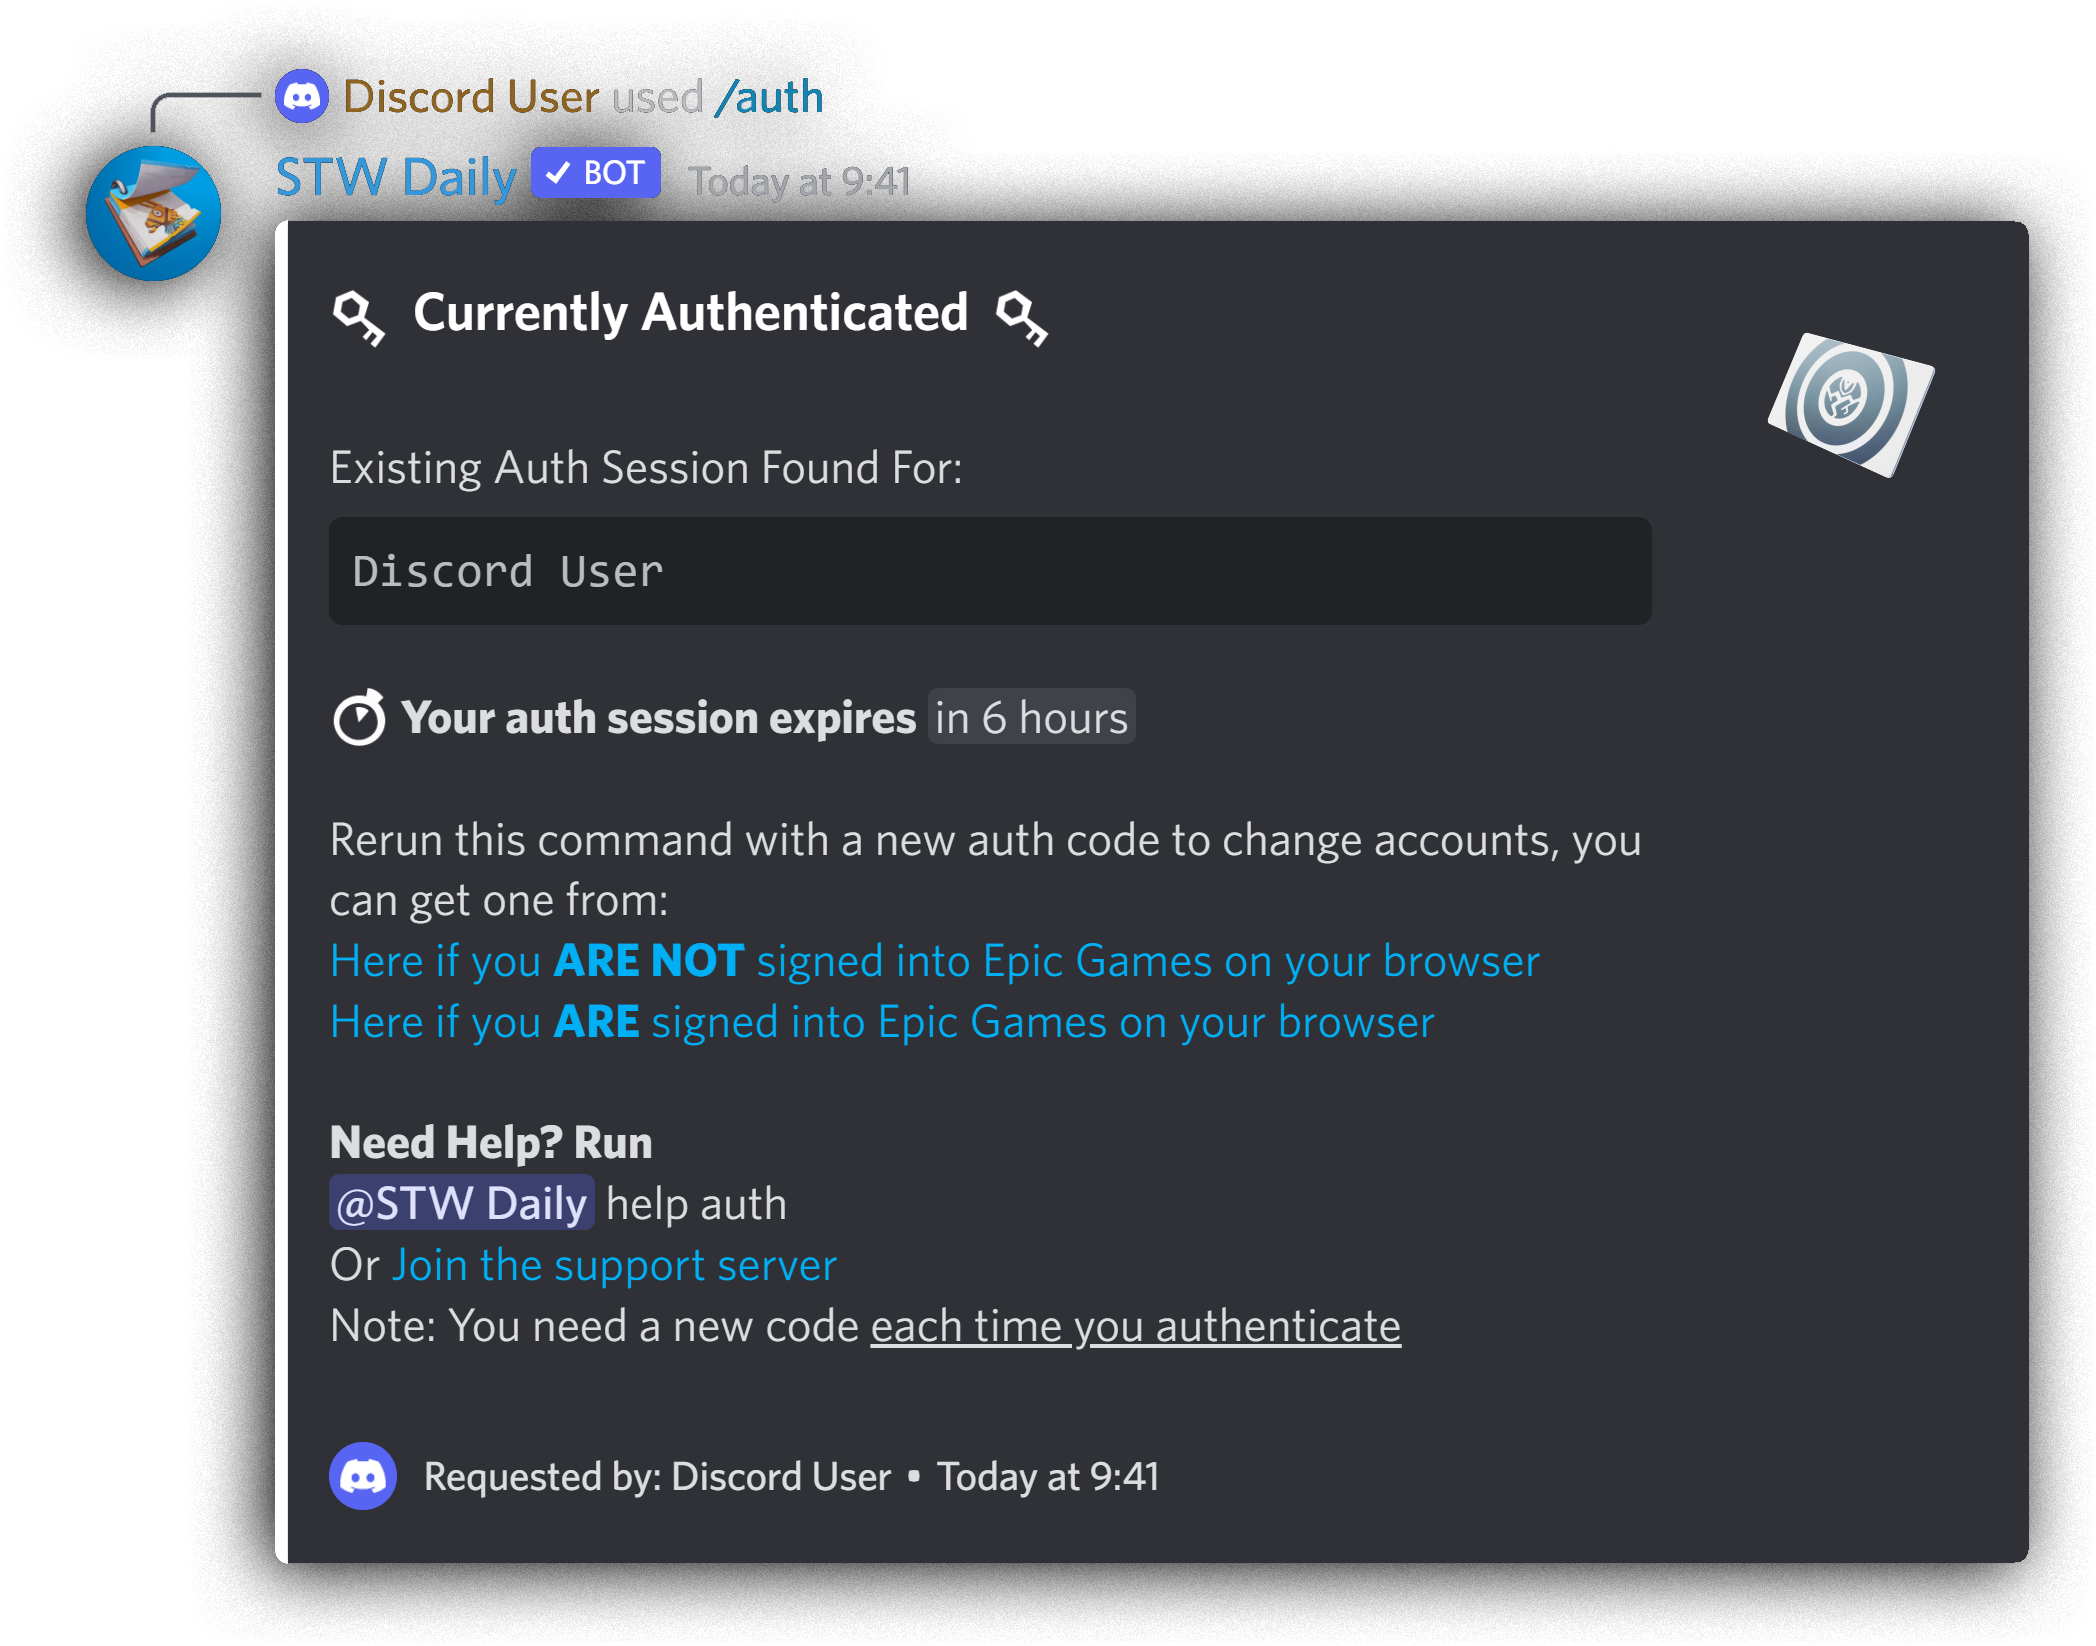 Discord User used /auth
STW Daily ✓ BOT Today at 9:41
Currently Authenticated
Existing Auth Session Found For:
Discord User
Your auth session expires in 6 hours
Rerun this command with a new auth code to change accounts, you
can get one from:
Here if you ARE NOT signed into Epic Games on your browser
Here if you ARE signed into Epic Games on your browser
Need Help? Run
@STW Daily help auth
Or Join the support server
Note: You need a new code each time you authenticate
Requested by: Discord User • Today at 9:41